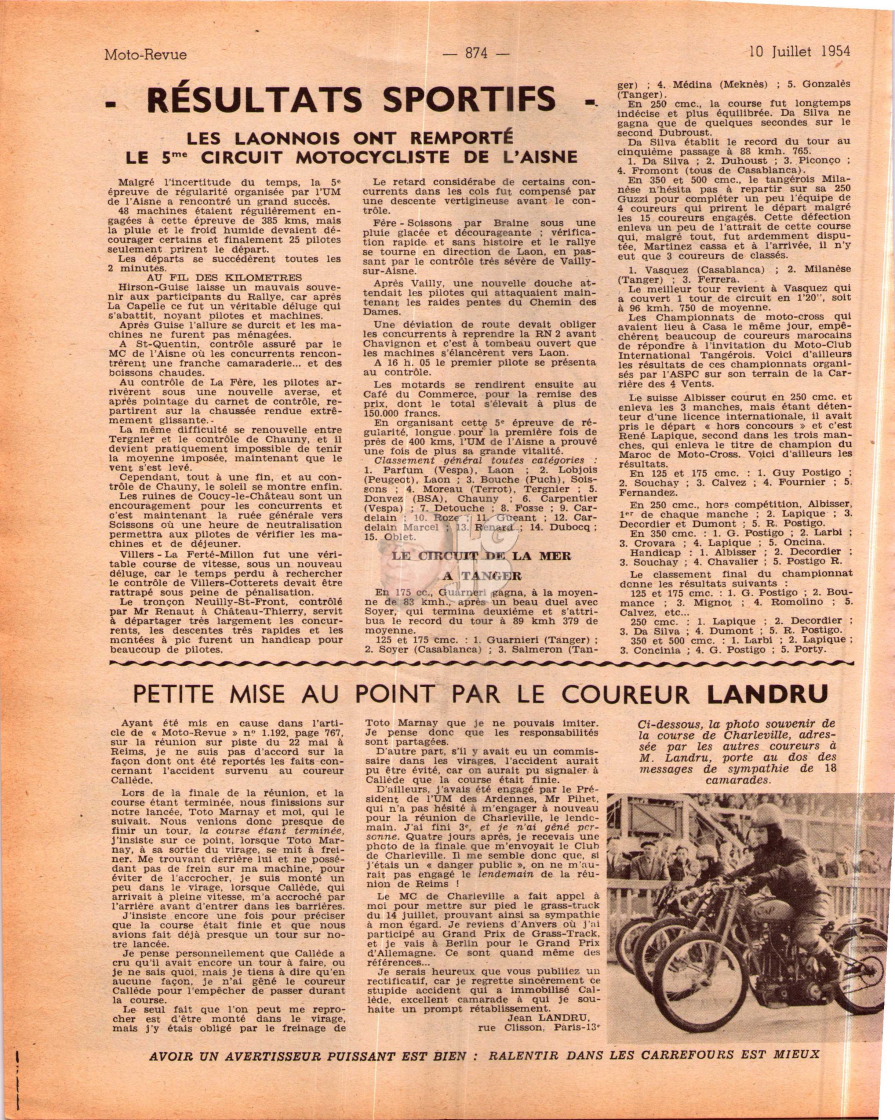 Moto-Revue
— 874 —
10 Juillet 1954
- RÉSULTATS SPORTIFS -
LES LAONNOIS ONT REMPORTÉ
LE 5me CIRCUIT MOTOCYCLISTE DE L'AISNE
Malgré l'incertitude du temps, la 5e
épreuve de régularité organisée par l'UM
de l'Aisne a rencontré un grand succès.
48 machines étaient régulièrement en-
gagées à cette épreuve de 385 kms, mais
la pluie et le froid humide devaient dé-
courager certains et finalement 25 pilotes
seulement prirent le départ.
Les départs se succédèrent toutes les
2 minutes.
AU FIL DES KILOMETRES
Hirson-Guise laisse un mauvais souve-
nir aux participants du Rallye, car après
La Capelle ce fut un véritable déluge qui
s'abattit, noyant pilotes et machines.
Après Guise l'allure se durcit et les ma-
chines ne furent pas ménagées.
A St-Quentin, contrôle assuré par le
MC de l'Aisne où les concurrents rencon-
trèrent une franche camaraderie... et des
boissons chaudes.
Au contrôle de La Fère, les pilotes ar-
rivèrent sous une nouvelle averse, et
après pointage du carnet de contrôle, re-
partirent sur la chaussée rendue extrê-
mement glissante.
La même difficulté se renouvelle entre
Tergnier et le contrôle de Chauny, et il
devient pratiquement impossible de tenir
la moyenne imposée, maintenant que le
vent s'est levé.
Cependant, tout à une fin, et au con-
trôle de Chauny, le soleil se montre enfin.
Les ruines de Coucy-le-Château sont un
encouragement pour les concurrents et
c'est maintenant la ruée générale vers
Soissons où une heure de neutralisation
permettra aux pilotes de vérifier les ma-
chines et de déjeuner.
Villers - La Ferté-Millon fut une véri-
table course de vitesse, sous un nouveau
déluge, car le temps perdu à rechercher
le contrôle de Villers-Cotterets devait être
rattrapé sous peine de pénalisation.
Le tronçon Neuilly-St-Front, contrôlé
par Mr Renaut à Château-Thierry, servit
à départager très largement les concur-
rents, les descentes très rapides et les
montées à pic furent un handicap pour
beaucoup de pilotes.
Le retard considérabe de certains con-
currents dans les cols fut compensé par
une descente vertigineuse avant le con-
trôle.
Fère - Soissons par Braine sous une
pluie glacée et décourageante ; vérifica-
tion rapide et sans histoire et le rallye
se tourne en direction de Laon, en pas-
sant par le contrôle très sévère de Vailly-
sur-Aisne.
Après Vailly, une nouvelle douche at-
tendait les pilotes qui attaquaient main-
tenant les raides pentes du Chemin des
Dames.
Une déviation de route devait obliger
les concurrents à reprendre la RN 2 avant
Chavignon et c'est à tombeau ouvert que
les machines s'élancèrent vers Laon.
A 16 h. 05 le premier pilote se présenta
au contrôle.
Les motards se rendirent ensuite au
Café du Commerce, pour la remise des
prix, dont le total s'élevait à plus de
150.000 francs.
En organisant cette 5e épreuve de ré-
gularité, longue pour la première fois de
près de 400 kms, l'UM de l'Aisne a prouvé
une fois de plus sa grande vitalité.
Classement général toutes catégories :
1. Parfum (Vespa), Laon ; 2. Lobjois
(Peugeot), Laon ; 3. Bouche (Puch), Sois-
sons ; 4. Moreau (Terrot), Tergnier ; 5.
Donvez (BSA), Chauny ; 6. Carpentier
(Vespa) ; 7. Detouche ; 8. Fosse ; 9. Car-
delain ; 10. Roze ; 11. Sueant ; 12. Car-
delain Marcel ; 13. Renard ; 14. Dubocq ;
15. Oblet.
LE CIRCUIT DE LA MER
A TANGER
En 175 cc., Guarneri gagna, à la moyen-
ne de 83 kmh., après un beau duel avec
Soyer, qui termina deuxième et s'attri-
bua le record du tour à 89 kmh 379 de
moyenne.
125 et 175 cmc. : 1. Guarnieri (Tanger) ;
2. Soyer (Casablanca) ; 3. Salmeron (Tan-
ger) ; 4. Médina (Meknès) ; 5. Gonzalès
(Tanger).
En 250 cmc., la course fut longtemps
indécise et plus équilibrée. Da Silva ne
gagna que de quelques secondes sur le
second Dubroust.
Da Silva établit le record du tour au
cinquième passage à 88 kmh. 765.
1. Da Silva ; 2. Duhoust ; 3. Piconço ;
4. Fromont (tous de Casablanca).
En 350 et 500 cmc., le tangérois Mila-
nèse n'hésita pas à repartir sur sa 250
Guzzi pour compléter un peu l'équipe de
4 coureurs qui prirent le départ malgré
les 15 coureurs engagés. Cette défection
enleva un peu de l'attrait de cette course
qui, malgré tout, fut ardemment dispu-
tée, Martinez cassa et à l'arrivée, il n'y
eut que 3 coureurs de classés.
1. Vasquez (Casablanca) ; 2. Milanèse
(Tanger) ; 3. Ferrera.
Le meilleur tour revient à Vasquez qui
a couvert 1 tour de circuit en 1'20", soit
à 96 kmh. 750 de moyenne.
Les Championnats de moto-cross qui
avaient lieu à Casa le même jour, empê-
chèrent beaucoup de coureurs marocains
de répondre à l'invitation du Moto-Club
International Tangérois. Voici d'ailleurs
les résultats de ces championnats organi-
sés par l'ASPC sur son terrain de la Car-
rière des 4 Vents.
Le suisse Albisser courut en 250 cmc. et
enleva les 3 manches, mais étant déten-
teur d'une licence internationale, il avait
pris le départ « hors concours » et c'est
René Lapique, second dans les trois man-
ches, qui enleva le titre de champion du
Maroc de Moto-Cross. Voici d'ailleurs les
résultats.
En 125 et 175 cmc. : 1. Guy Postigo ;
2. Souchay ; 3. Calvez ; 4. Fournier ; 5.
Fernandez.
En 250 cmc., hors compétition, Albisser,
1er de chaque manche ; 2. Lapique ; 3.
Decordier et Dumont ; 5. R. Postigo.
En 350 cmc. : 1. G. Postigo ; 2. Larbi ;
3. Crovara ; 4. Lapique ; 5. Oncina.
Handicap : 1. Albisser ; 2. Decordier ;
3. Souchay ; 4. Chavalier ; 5. Postigo R.
Le classement final du championnat
donne les résultats suivants :
125 et 175 cmc. : 1. G. Postigo ; 2. Bou-
mance ; 3. Mignot ; 4. Romolino ; 5.
Calvez, etc...
250 cmc. : 1. Lapique ; 2. Decordier ;
3. Da Silva ; 4. Dumont ; 5. R. Postigo.
350 et 500 cmc. : 1. Larbi ; 2. Lapique ;
3. Concinia ; 4. G. Postigo ; 5. Porty.
PETITE MISE AU POINT PAR LE COUREUR LANDRU
Ayant été mis en cause dans l'arti-
cle de « Moto-Revue » n° 1.192, page 767,
sur la réunion sur piste du 22 mai à
Reims, je ne suis pas d'accord sur la
façon dont ont été reportés les faits con-
cernant l'accident survenu au coureur
Callède.
Lors de la finale de la réunion, et la
course étant terminée, nous finissions sur
notre lancée, Toto Marnay et moi, qui le
suivait. Nous venions donc presque de
finir un tour, la course étant terminée,
j'insiste sur ce point, lorsque Toto Mar-
nay, à sa sortie du virage, se mit à frei-
ner. Me trouvant derrière lui et ne possé-
dant pas de frein sur ma machine, pour
éviter de l'accrocher, je suis monté un
peu dans le virage, lorsque Callède, qui
arrivait à pleine vitesse, m'a accroché par
l'arrière avant d'entrer dans les barrières.
J'insiste encore une fois pour préciser
que la course était finie et que nous
avions fait déjà presque un tour sur no-
tre lancée.
Je pense personnellement que Callède a
cru qu'il avait encore un tour à faire, ou
je ne sais quoi, mais je tiens à dire qu'en
aucune façon, je n'ai gêné le coureur
Callède pour l'empêcher de passer durant
la course.
Le seul fait que l'on peut me repro-
cher est d'être monté dans le virage,
mais j'y étais obligé par le freinage de
Toto Marnay que je ne pouvais imiter.
Je pense donc que les responsabilités
sont partagées.
D'autre part, s'il y avait eu un commis-
saire dans les virages, l'accident aurait
pu être évité, car on aurait pu signaler à
Callède que la course était finie.
D'ailleurs, j'avais été engagé par le Pré-
sident de l'UM des Ardennes, Mr Pihet,
qui n'a pas hésité à m'engager à nouveau
pour la réunion de Charleville, le lende-
main. J'ai fini 3e, et je n'ai gêné per-
sonne. Quatre jours après, je recevais une
photo de la finale que m'envoyait le Club
de Charleville. Il me semble donc que, si
j'étais un « danger public », on ne m'au-
rait pas engagé le lendemain de la réu-
nion de Reims !
Le MC de Charleville a fait appel à
moi pour mettre sur pied le grass-track
du 14 juillet, prouvant ainsi sa sympathie
à mon égard. Je reviens d'Anvers où j'ai
participé au Grand Prix de Grass-Track,
et je vais à Berlin pour le Grand Prix
d'Allemagne. Ce sont quand même des
références...
Je serais heureux que vous publiiez un
rectificatif, car je regrette sincèrement ce
stupide accident qui a immobilisé Cal-
lède, excellent camarade à qui je sou-
haite un prompt rétablissement.
Jean LANDRU,
rue Clisson, Paris-13e
Ci-dessous, la photo souvenir de
la course de Charleville, adres-
sée par les autres coureurs à
M. Landru, porte au dos des
messages de sympathie de 18
camarades.
AVOIR UN AVERTISSEUR PUISSANT EST BIEN : RALENTIR DANS LES CARREFOURS EST MIEUX